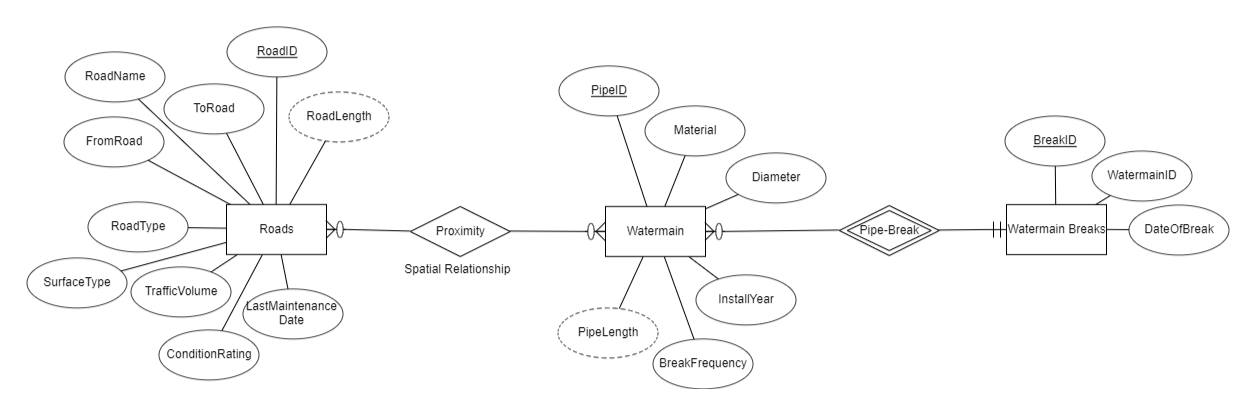 RoadID
RoadName
ToRoad
RoadLength
FromRoad
RoadType
Roads
SurfaceType
TrafficVolume
LastMaintenance
Date
ConditionRating
Proximity
Spatial Relationship
PipeID
Material
Diameter
Watermain
InstallYear
PipeLength
BreakFrequency
Pipe-Break
BreakID
WatermainID
Watermain Breaks
DateOfBreak